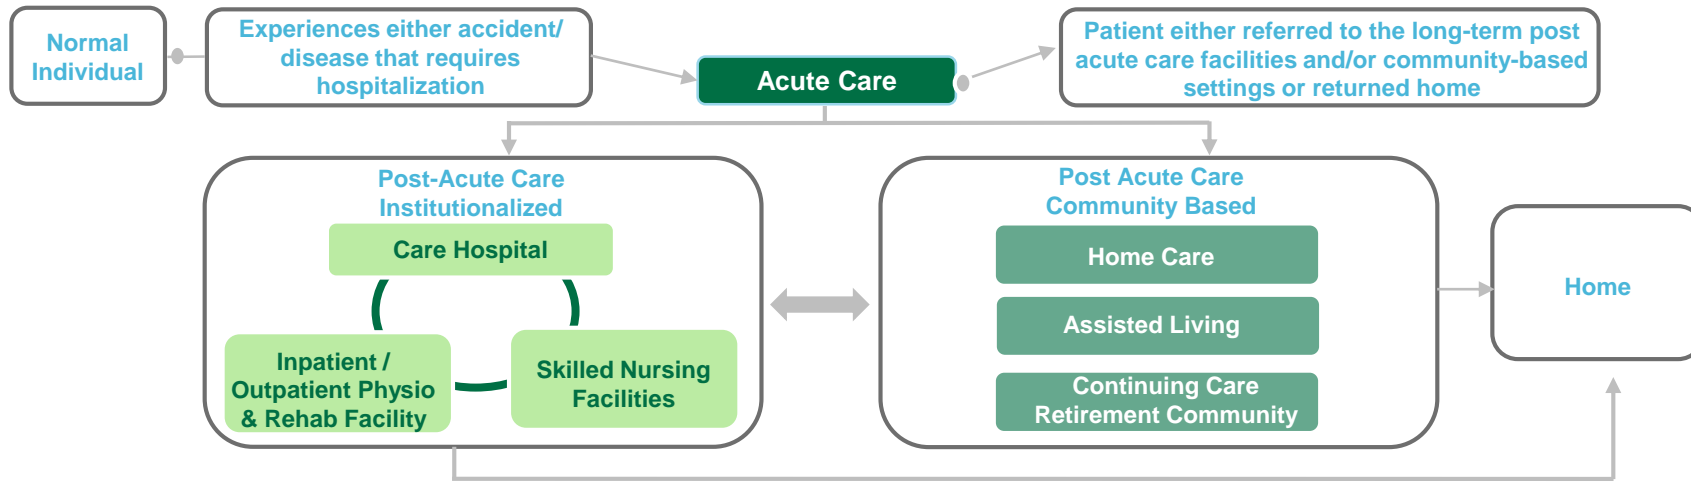 Normal
Individual
Experiences either accident/
disease that requires
hospitalization
Acute Care
Patient either referred to the long-term post
acute care facilities and/or community-based
settings or returned home
Post-Acute Care
Institutionalized
Care Hospital
Inpatient /
Outpatient Physio
& Rehab Facility
Skilled Nursing
Facilities
Post Acute Care
Community Based
Home Care
Assisted Living
Continuing Care
Retirement Community
Home